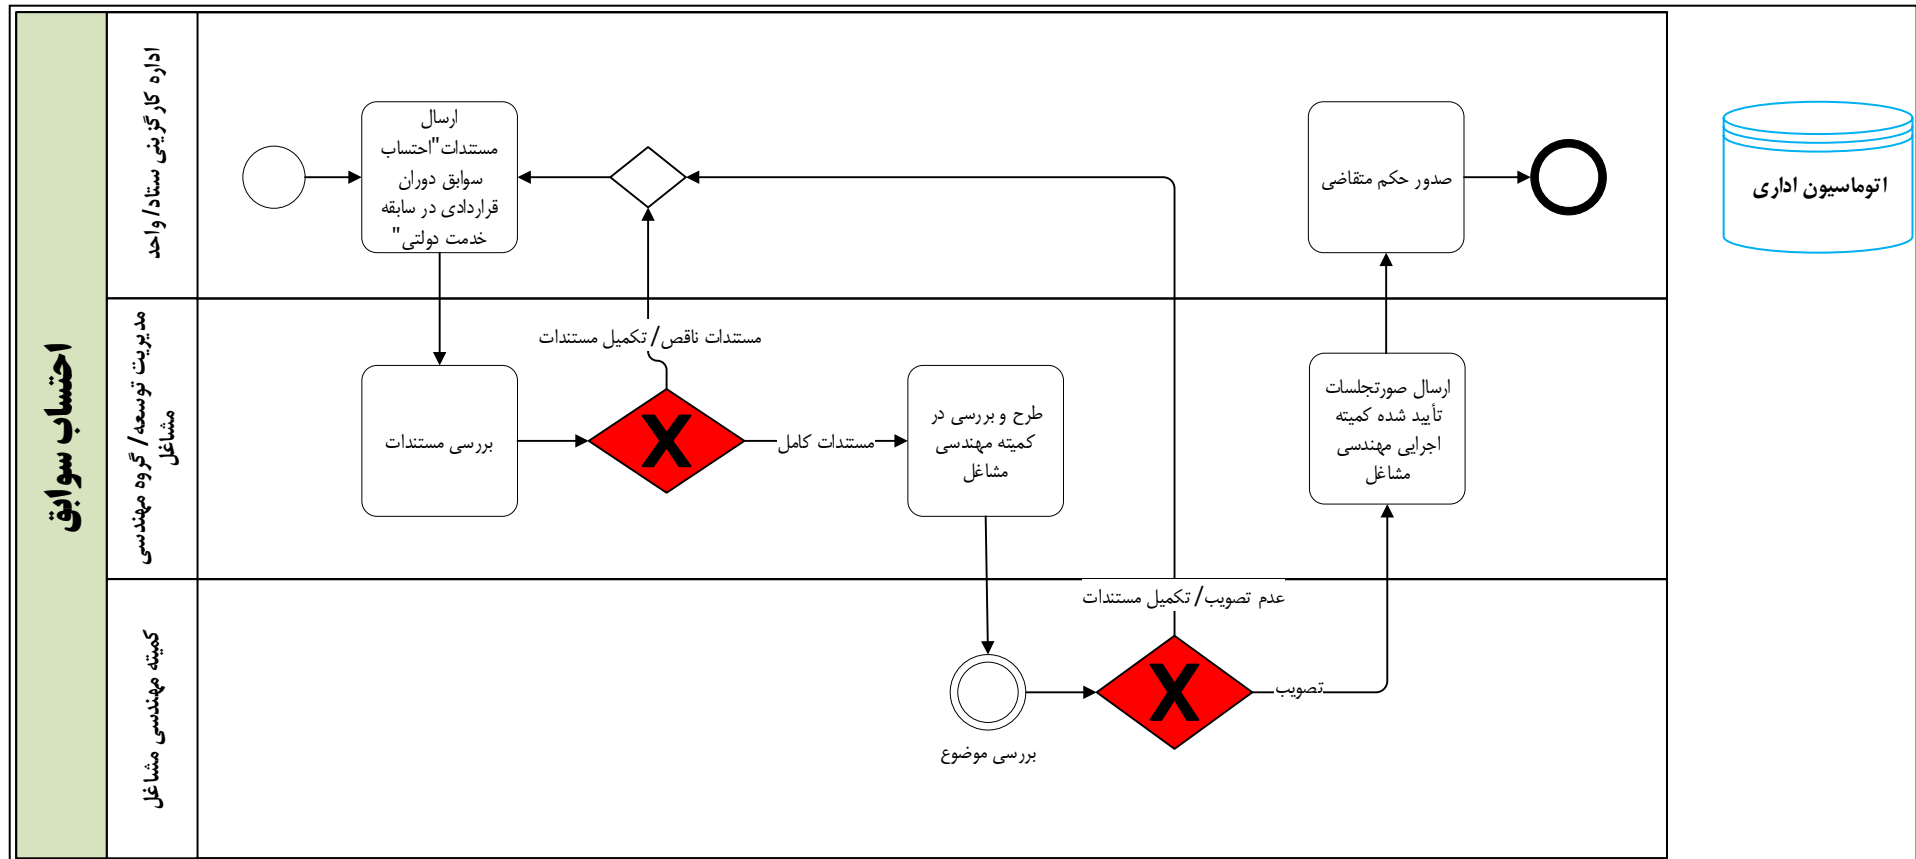 احتساب سوابق
اداره کارگزینی ستاد/ واحد
ارسال
مستندات"احتساب
سوابق دوران
قراردادی در سابقه
خدمت دولتی"
صدور حکم متقاضی
اتوماسیون اداری
مدیریت توسعه/ گروه مهندسی
مشاغل
بررسی مستندات
مستندات ناقص/ تکمیل مستندات
X
مستندات کامل
طرح و بررسی در
کمیته مهندسی
مشاغل
ارسال صورتجلسات
تأیید شده کمیته
اجرایی مهندسی
مشاغل
کمیته مهندسی مشاغل
بررسی موضوع
عدم تصویب/ تکمیل مستندات
X
تصویب